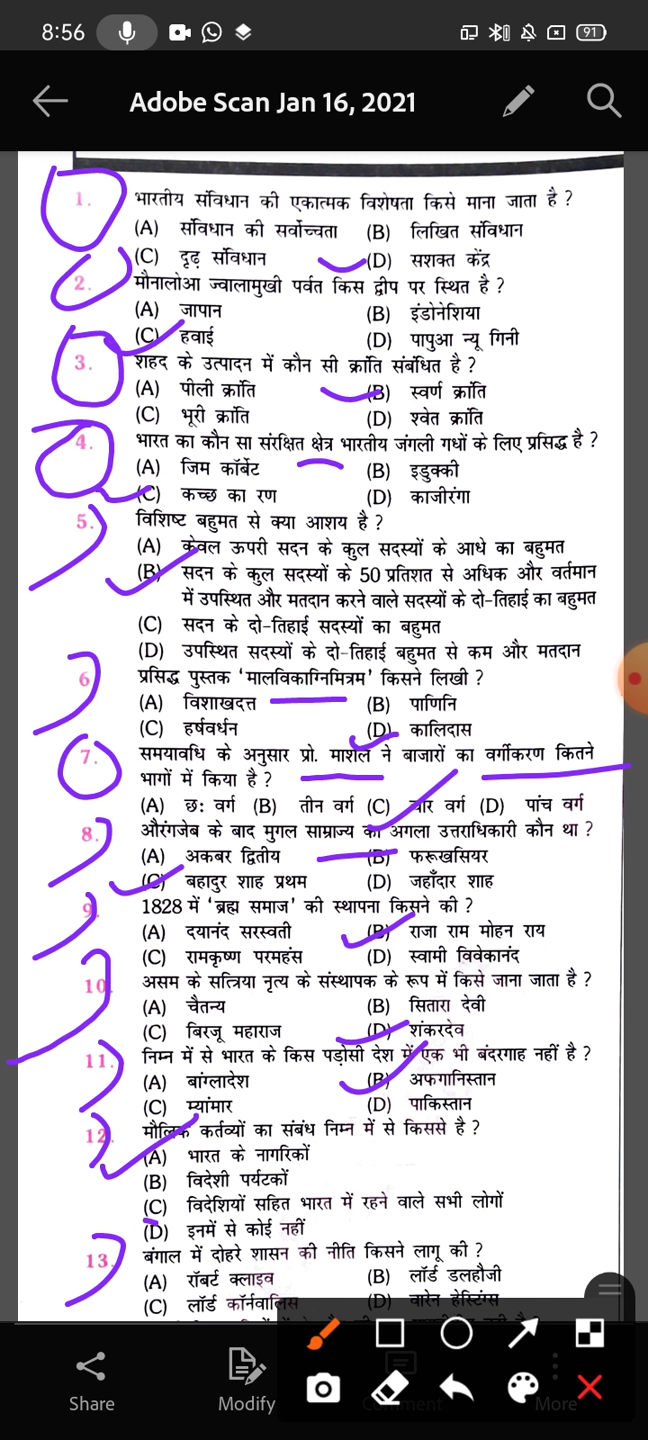 8:56
91
Adobe Scan Jan 16, 2021
1. भारतीय संविधान की एकात्मक विशेषता किसे माना जाता है ?
(A) संविधान की सर्वोच्चता (B) लिखित संविधान
(C) दृढ़ संविधान (D) सशक्त केंद्र
2. मौनालोआ ज्वालामुखी पर्वत किस द्वीप पर स्थित है ?
(A) जापान (B) इंडोनेशिया
(C) हवाई (D) पापुआ न्यू गिनी
3. शहद के उत्पादन में कौन सी क्रांति संबंधित है ?
(A) पीली क्रांति (B) स्वर्ण क्रांति
(C) भूरी क्रांति (D) श्वेत क्रांति
4. भारत का कौन सा संरक्षित क्षेत्र भारतीय जंगली गधों के लिए प्रसिद्ध है ?
(A) जिम कॉर्बेट (B) इडुक्की
(C) कच्छ का रण (D) काजीरंगा
5. विशिष्ट बहुमत से क्या आशय है ?
(A) केवल ऊपरी सदन के कुल सदस्यों के आधे का बहुमत
(B) सदन के कुल सदस्यों के 50 प्रतिशत से अधिक और वर्तमान
में उपस्थित और मतदान करने वाले सदस्यों के दो-तिहाई का बहुमत
(C) सदन के दो-तिहाई सदस्यों का बहुमत
(D) उपस्थित सदस्यों के दो-तिहाई बहुमत से कम और मतदान
6 प्रसिद्ध पुस्तक 'मालविकाग्निमित्रम' किसने लिखी ?
(A) विशाखदत्त (B) पाणिनि
(C) हर्षवर्धन (D) कालिदास
7. समयावधि के अनुसार प्रो. मार्शल ने बाजारों का वर्गीकरण कितने
भागों में किया है ?
(A) छः वर्ग (B) तीन वर्ग (C) चार वर्ग (D) पांच वर्ग
8. औरंगजेब के बाद मुगल साम्राज्य का अगला उत्तराधिकारी कौन था ?
(A) अकबर द्वितीय (B) फरूखसियर
(C) बहादुर शाह प्रथम (D) जहाँदार शाह
9. 1828 में 'ब्रह्म समाज' की स्थापना किसने की ?
(A) दयानंद सरस्वती (B) राजा राम मोहन राय
(C) रामकृष्ण परमहंस (D) स्वामी विवेकानंद
10. असम के सत्रिया नृत्य के संस्थापक के रूप में किसे जाना जाता है ?
(A) चैतन्य (B) सितारा देवी
(C) बिरजू महाराज (D) शंकरदेव
11. निम्न में से भारत के किस पड़ोसी देश में एक भी बंदरगाह नहीं है ?
(A) बांग्लादेश (B) अफगानिस्तान
(C) म्यांमार (D) पाकिस्तान
12. मौलिक कर्तव्यों का संबंध निम्न में से किससे है ?
(A) भारत के नागरिकों
(B) विदेशी पर्यटकों
(C) विदेशियों सहित भारत में रहने वाले सभी लोगों
(D) इनमें से कोई नहीं
13. बंगाल में दोहरे शासन की नीति किसने लागू की ?
(A) रॉबर्ट क्लाइव (B) लॉर्ड डलहौजी
(C) लॉर्ड कॉर्नवालिस (D) वारेन हेस्टिंग्स
Share Modify Comment More